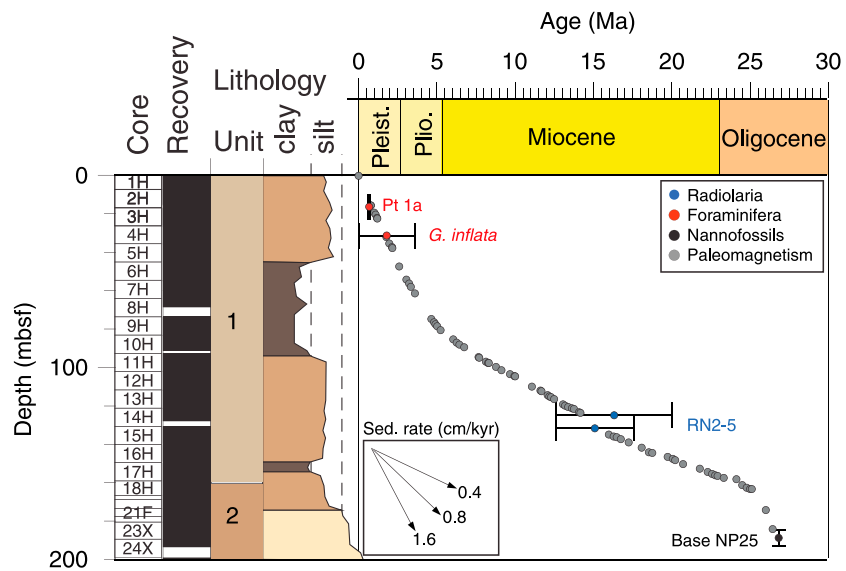 Age (Ma)
0 5 10 15 20 25 30
Core
Recovery
Lithology
Unit
clay
silt
Pleist.
Plio.
Miocene
Oligocene
Depth (mbsf)
0
100
200
1H
2H
3H
4H
5H
6H
7H
8H
9H
10H
11H
12H
13H
14H
15H
16H
17H
18H
21F
23X
24X
1
2
Pt 1a
G. inflata
Radiolaria
Foraminifera
Nannofossils
Paleomagnetism
RN2-5
Base NP25
Sed. rate (cm/kyr)
0.4
0.8
1.6